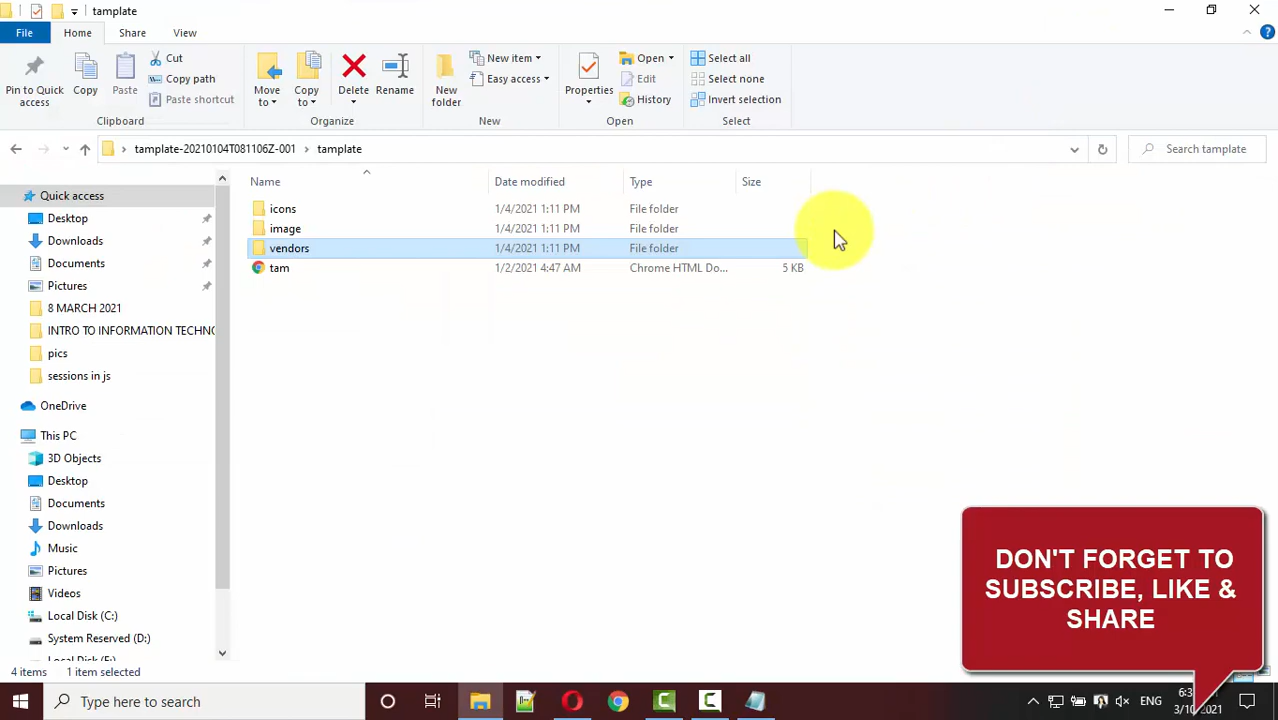 tamplate
File
Home
Share
View
Pin to Quick access
Copy
Paste
Cut
Copy path
Paste shortcut
Clipboard
Move to
Copy to
Delete
Rename
Organize
New folder
New item
Easy access
New
Properties
Open
Edit
History
Open
Select all
Select none
Invert selection
Select
tamplate-20210104T081106Z-001 tamplate
Search tamplate
Name Date modified Type Size
icons 1/4/2021 1:11 PM File folder
image 1/4/2021 1:11 PM File folder
vendors 1/4/2021 1:11 PM File folder
tam 1/2/2021 4:47 AM Chrome HTML Do... 5 KB
Quick access
Desktop
Downloads
Documents
Pictures
8 MARCH 2021
INTRO TO INFORMATION TECHNO
pics
sessions in js
OneDrive
This PC
3D Objects
Desktop
Documents
Downloads
Music
Pictures
Videos
Local Disk (C:)
System Reserved (D:)
DON'T FORGET TO
SUBSCRIBE, LIKE &
SHARE
4 items 1 item selected
Type here to search
ENG
3/10/2021